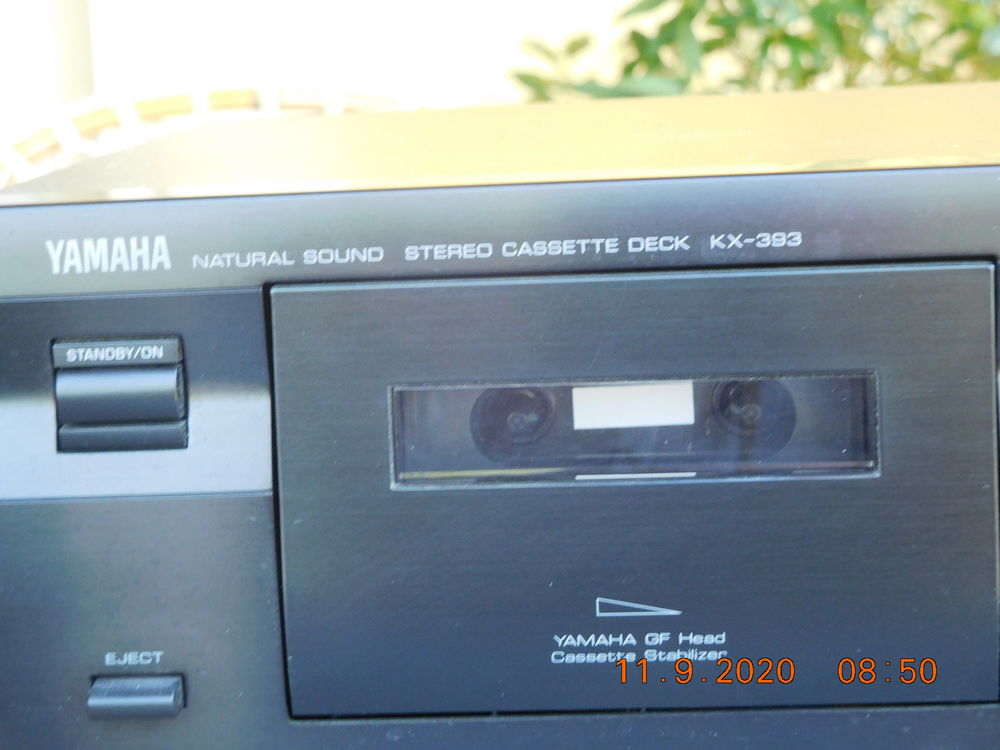 YAMAHA NATURAL SOUND STEREO CASSETTE DECK KX-393
STANDBY/ON
EJECT
YAMAHA GF Head
Cassette Stabilizer
11.9.2020 08:50